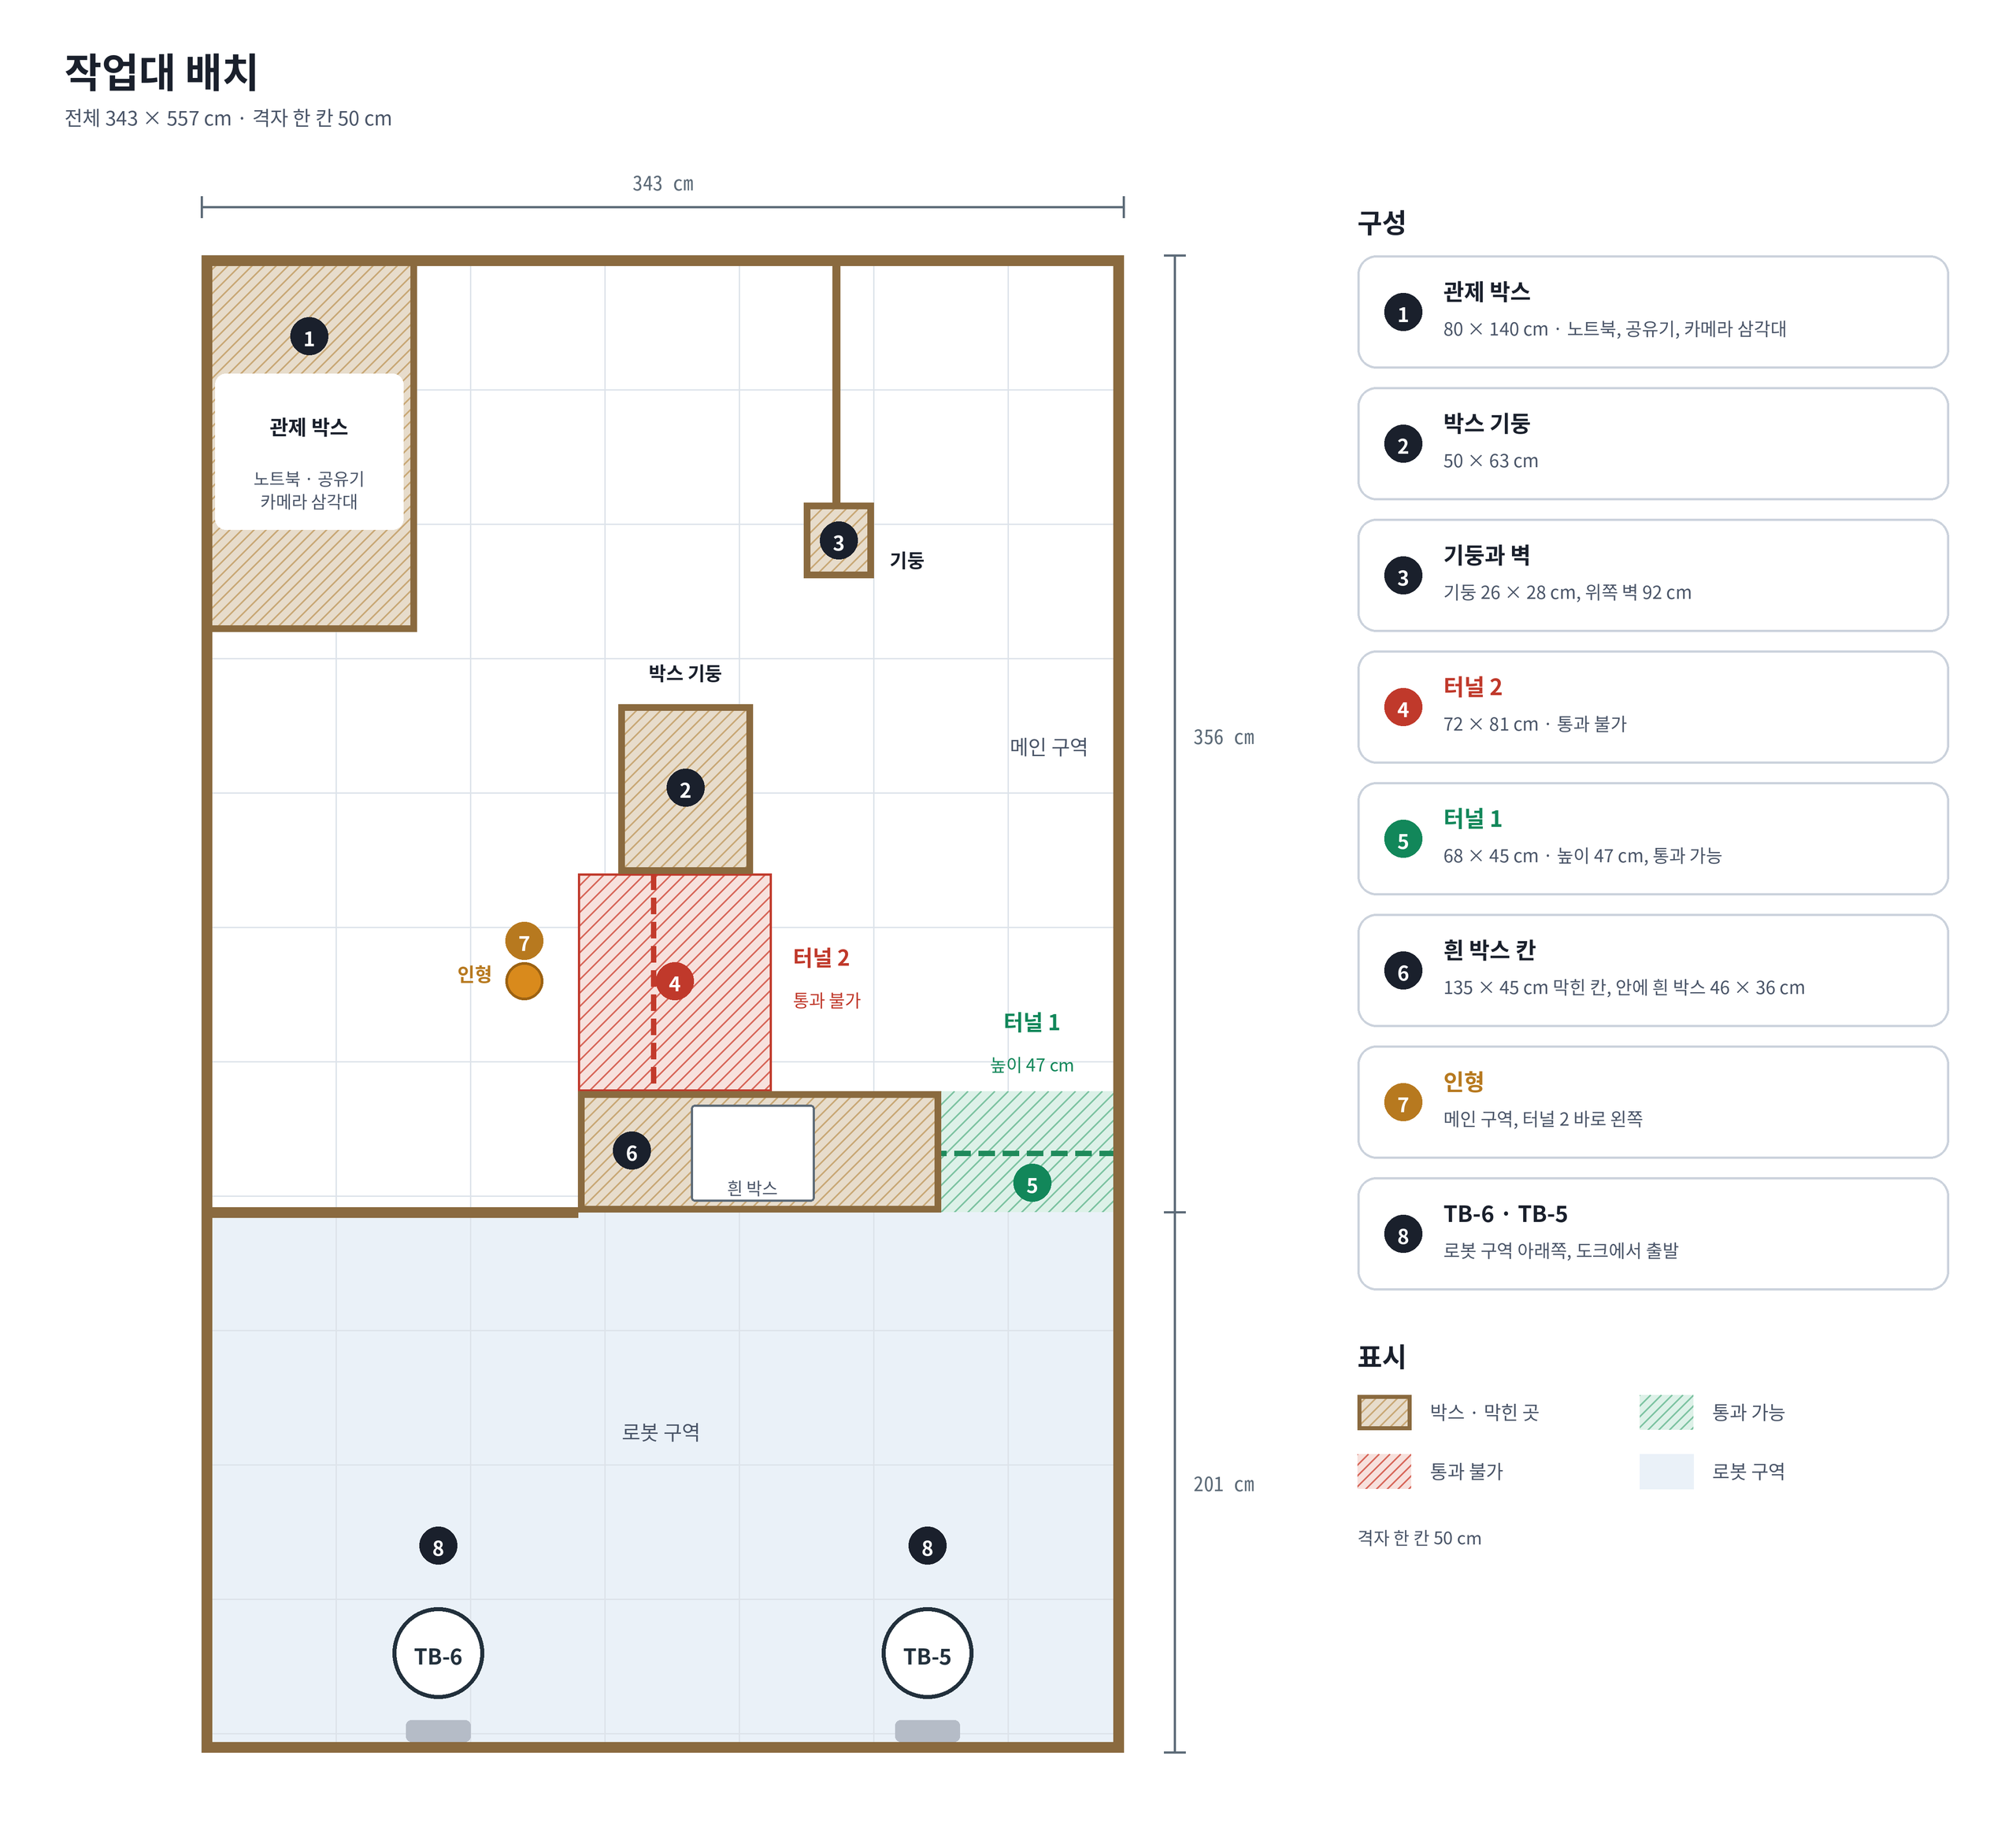 작업대 배치
전체 343 × 557 cm · 격자 한 칸 50 cm
343 cm
1
관제 박스
노트북 · 공유기
카메라 삼각대
3
기둥
박스 기둥
2
메인 구역
356 cm
7
인형
4
터널 2
통과 불가
터널 1
높이 47 cm
6
흰 박스
5
로봇 구역
201 cm
8
8
TB-6
TB-5
구성
1
관제 박스
80 × 140 cm · 노트북, 공유기, 카메라 삼각대
2
박스 기둥
50 × 63 cm
3
기둥과 벽
기둥 26 × 28 cm, 위쪽 벽 92 cm
4
터널 2
72 × 81 cm · 통과 불가
5
터널 1
68 × 45 cm · 높이 47 cm, 통과 가능
6
흰 박스 칸
135 × 45 cm 막힌 칸, 안에 흰 박스 46 × 36 cm
7
인형
메인 구역, 터널 2 바로 왼쪽
8
TB-6 · TB-5
로봇 구역 아래쪽, 도크에서 출발
표시
박스 · 막힌 곳
통과 가능
통과 불가
로봇 구역
격자 한 칸 50 cm